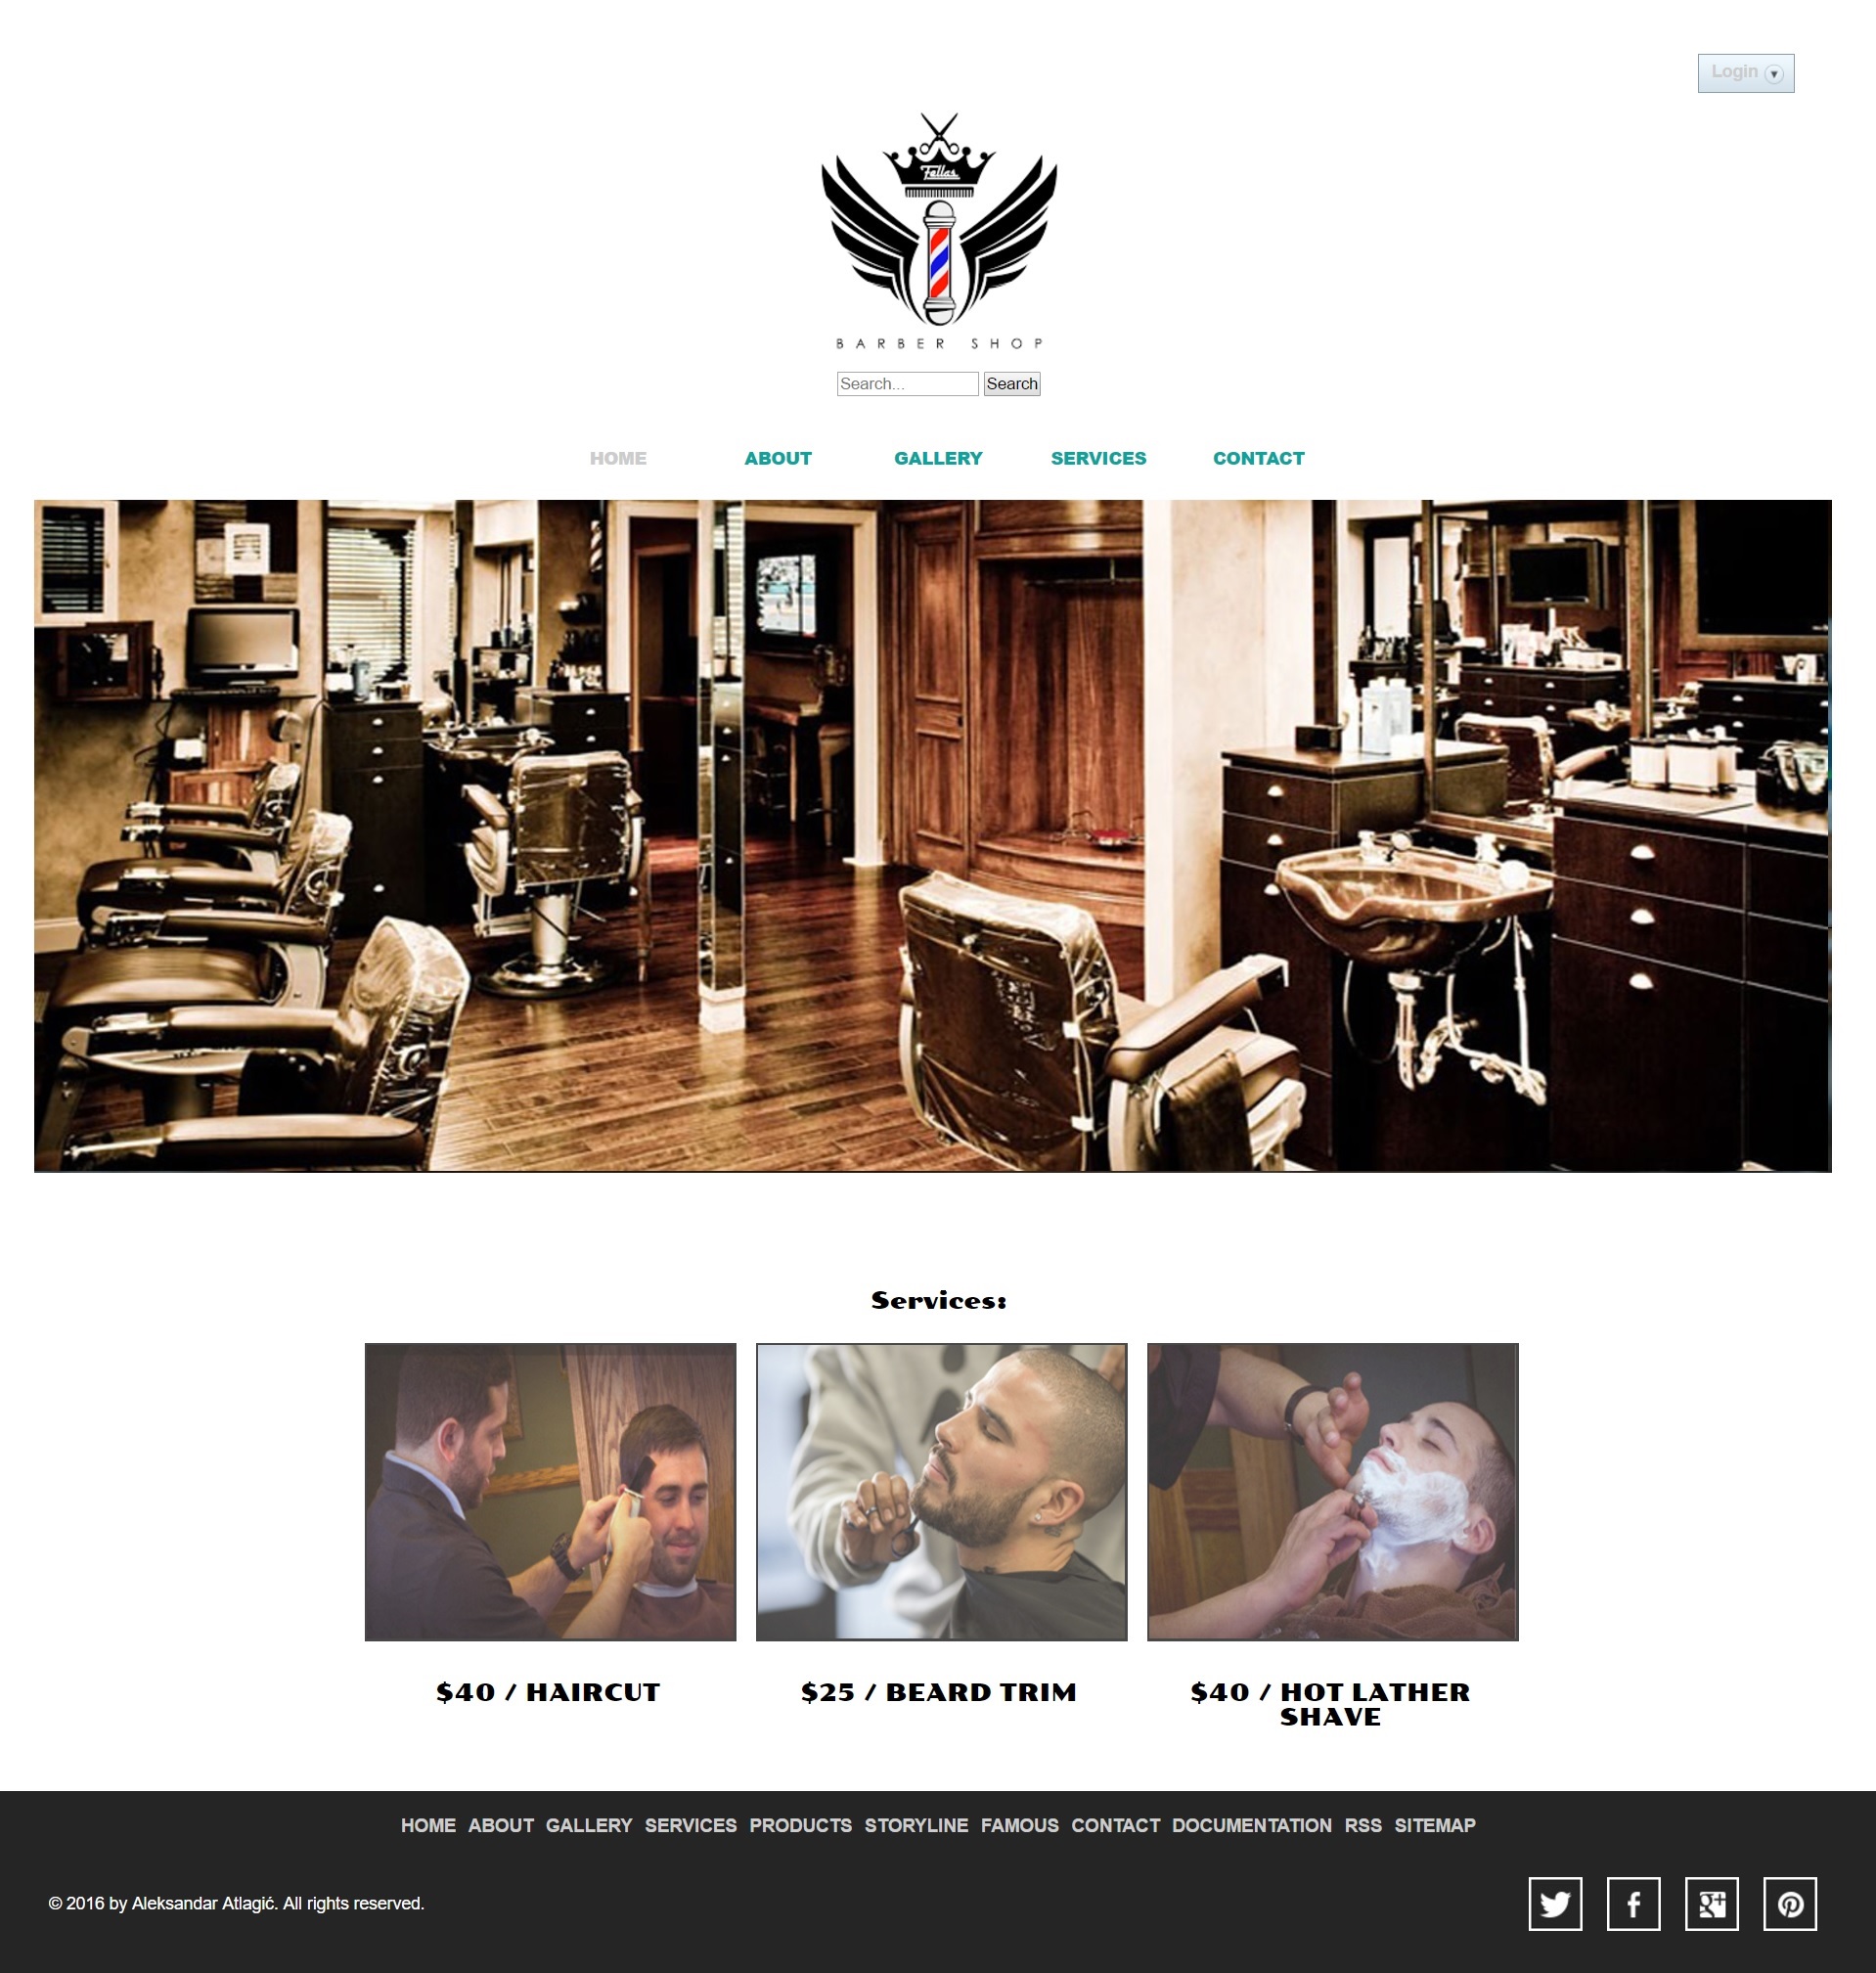 Login
Fellas
BARBER SHOP
Search...
Search
HOME ABOUT GALLERY SERVICES CONTACT
Services:
$40 / HAIRCUT
$25 / BEARD TRIM
$40 / HOT LATHER
SHAVE
HOME ABOUT GALLERY SERVICES PRODUCTS STORYLINE FAMOUS CONTACT DOCUMENTATION RSS SITEMAP
© 2016 by Aleksandar Atlagić. All rights reserved.